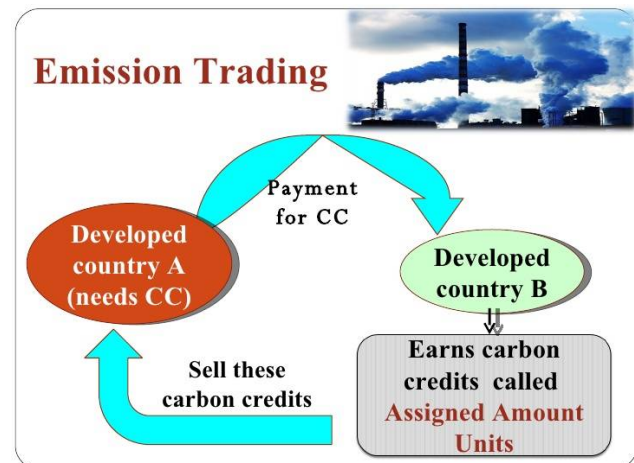 Emission Trading
Payment
for CC
Developed
country A
(needs CC)
Developed
country B
Earns carbon
credits called
Assigned Amount
Units
Sell these
carbon credits